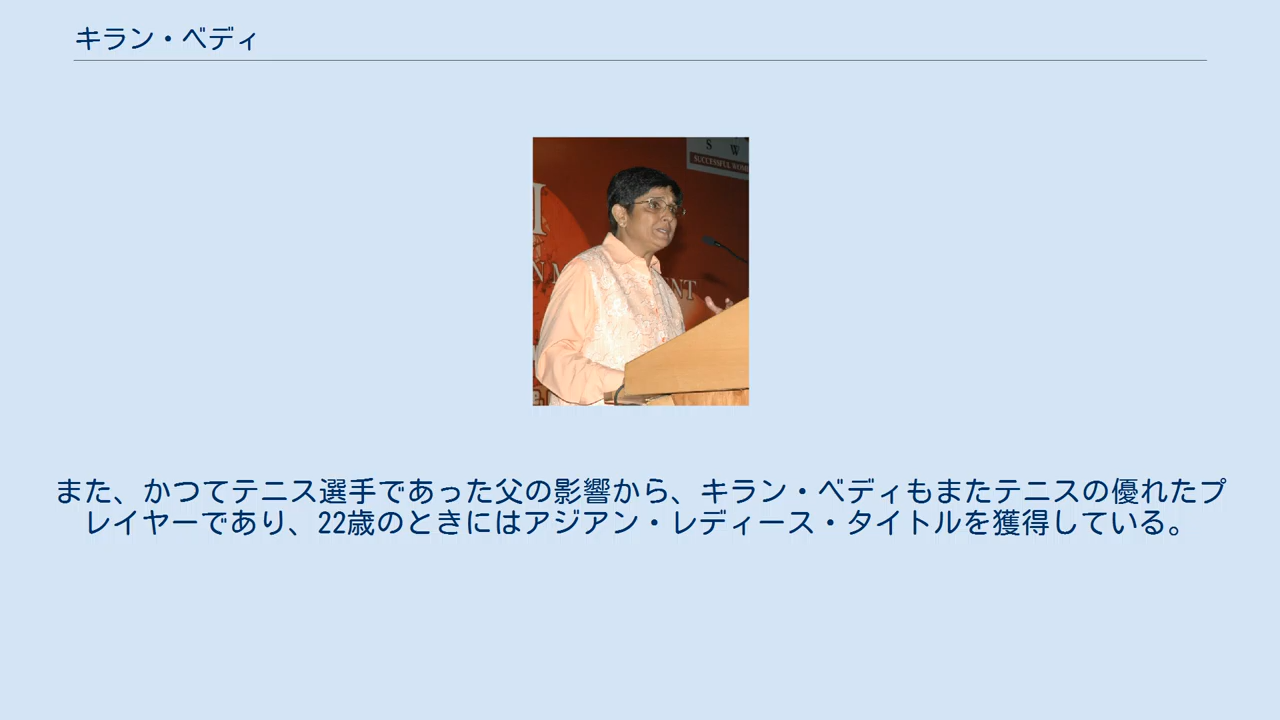 キラン・ベディ
S W
SUCCESSFUL
また、かつてテニス選手であった父の影響から、キラン・ベディもまたテニスの優れたプ
レイヤーであり、22歳のときにはアジアン・レディース・タイトルを獲得している。